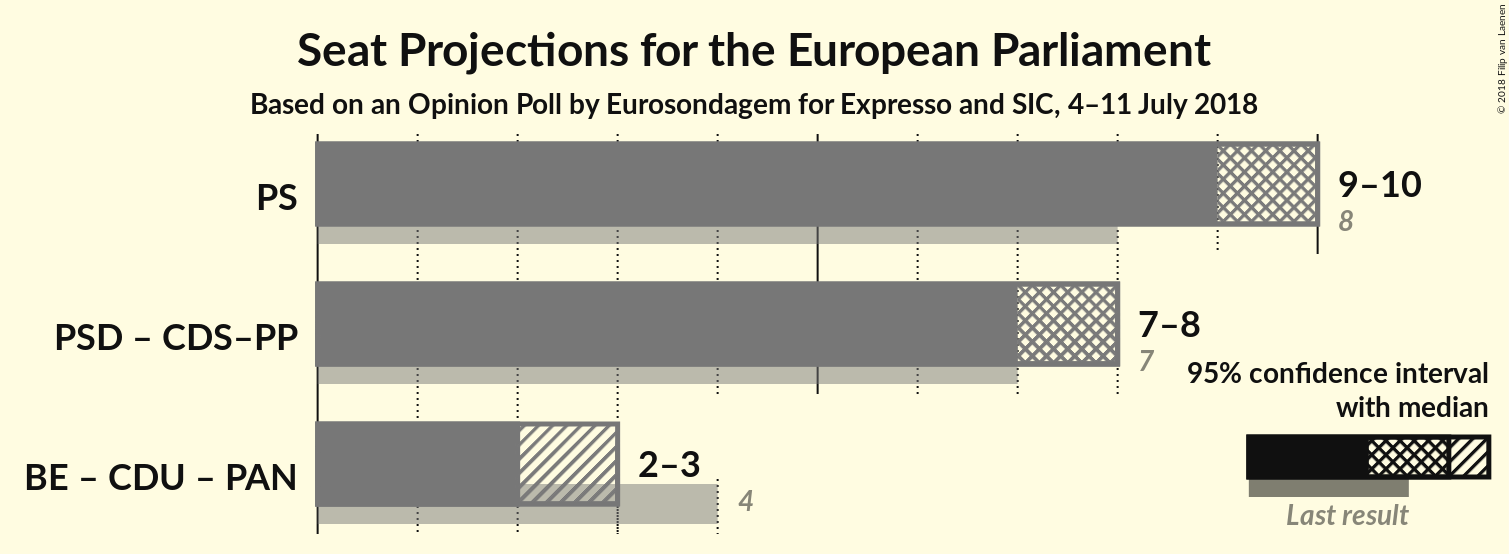 Seat Projections for the European Parliament
Based on an Opinion Poll by Eurosondagem for Expresso and SIC, 4–11 July 2018
© 2018 Filip van Laenen
PS
9–10
8
PSD – CDS–PP
7–8
7
BE – CDU – PAN
2–3
4
95% confidence interval
with median
Last result